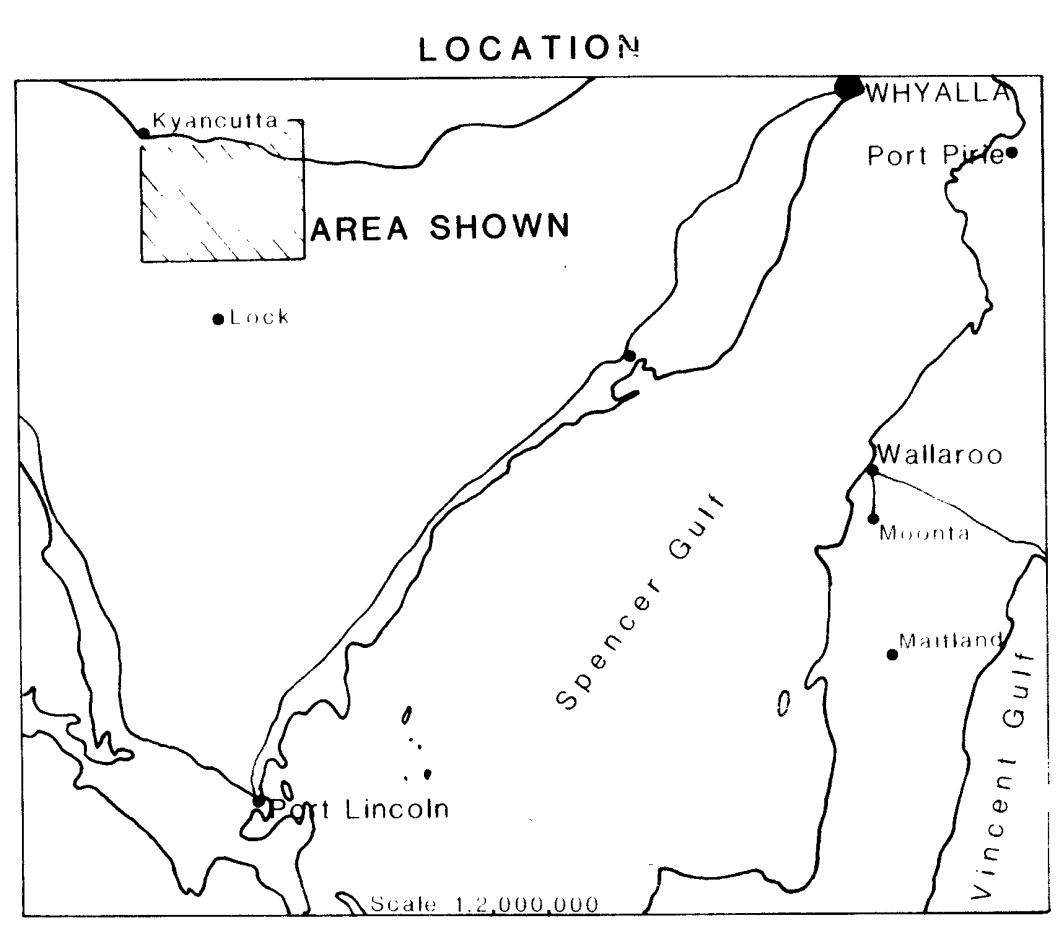 LOCATION
WHYALLA
Kyancutta
Port Pirie
AREA SHOWN
Lock
Wallaroo
Spencer Gulf
Moonta
Maitland
Vincent Gulf
Port Lincoln
Scale 1:2,000,000